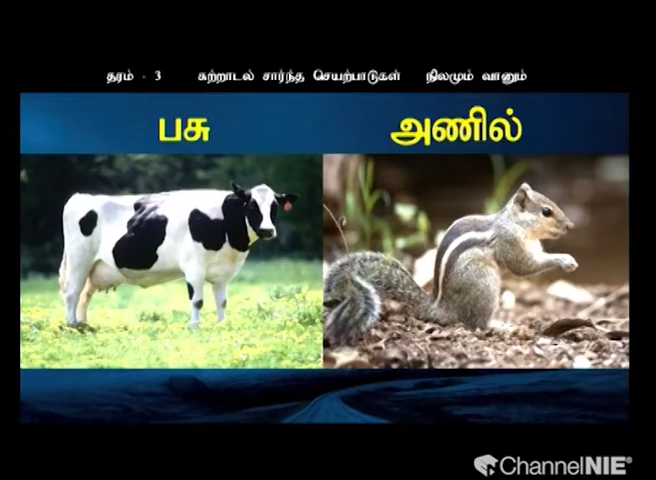 தரம் - 3 சுற்றாடல் சார்ந்த செயற்பாடுகள் நிலமும் வானும்
பசு அணில்
ChannelNIE®